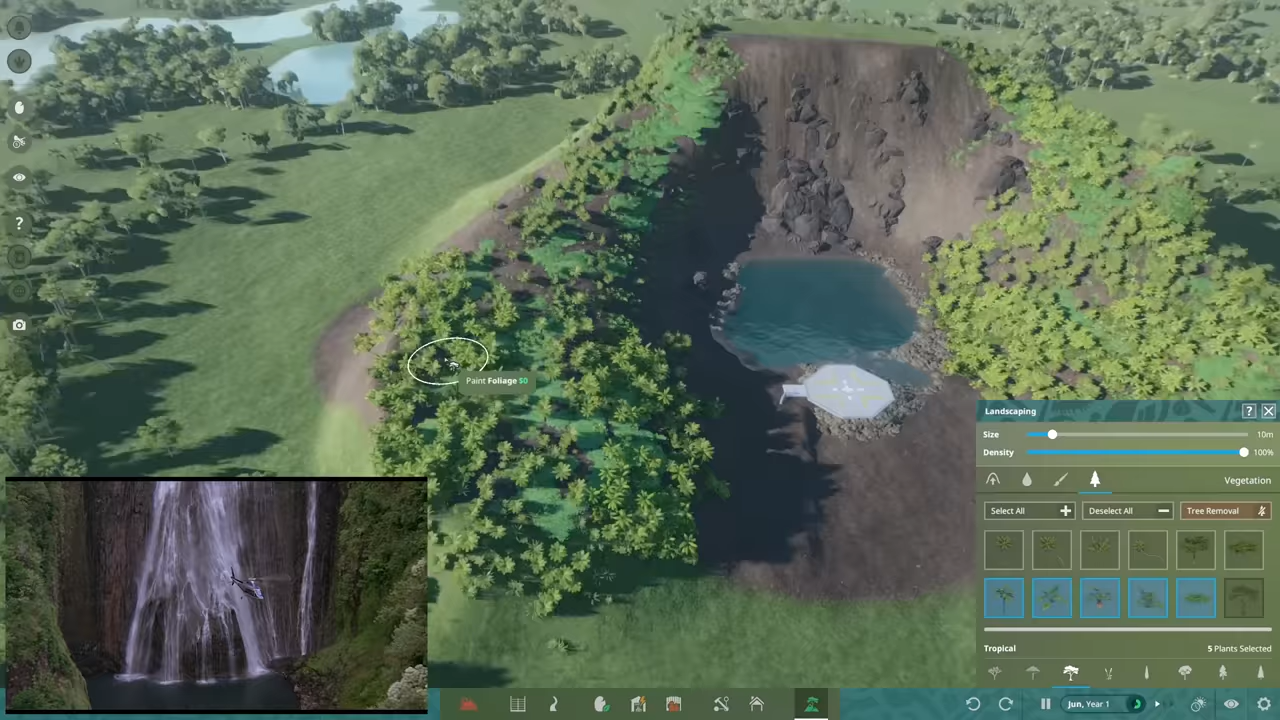 ?
Paint Foliage $0
Landscaping
?
Size
10m
Density
100%
Vegetation
Select All
Deselect All
Tree Removal
Tropical
5 Plants Selected
Jun, Year 1